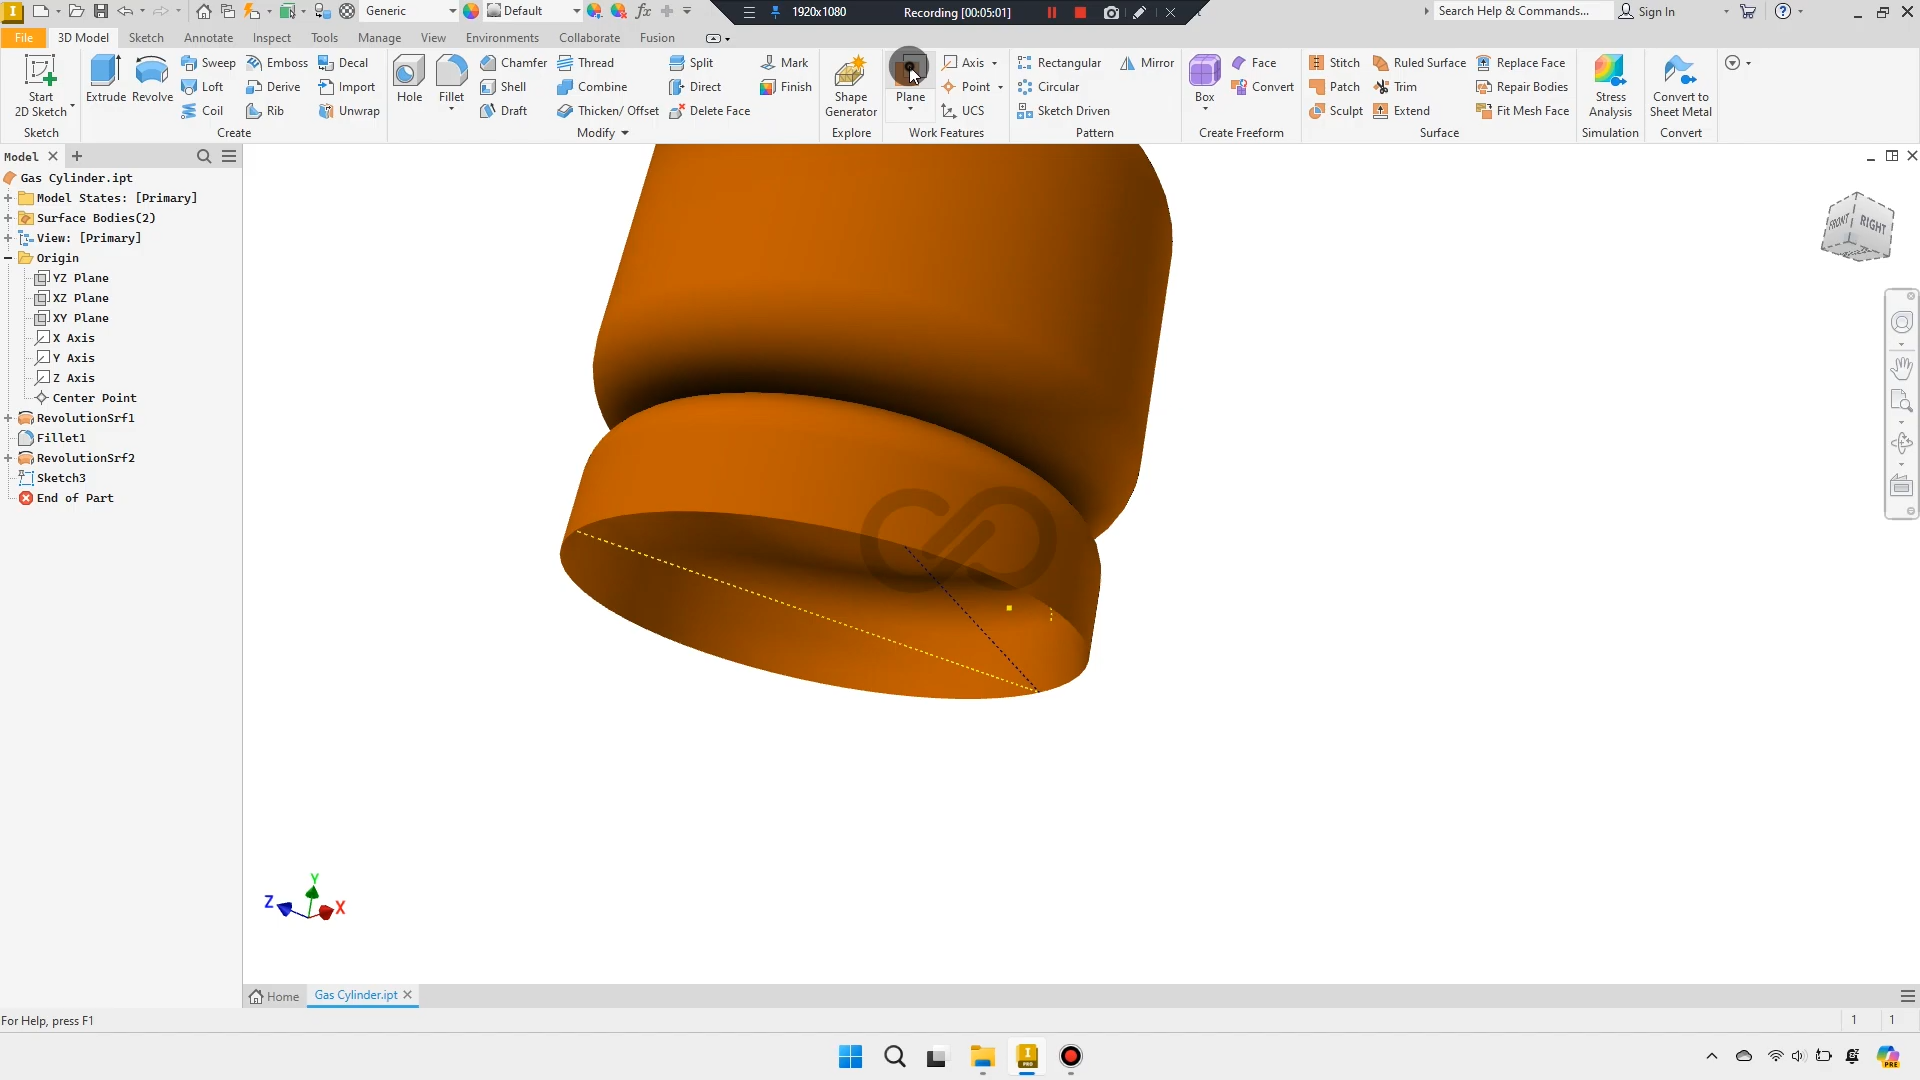 Generic
Default
fx
1920x1080
Recording [00:05:01]
Search Help & Commands...
Sign In
File
3D Model
Sketch
Annotate
Inspect
Tools
Manage
View
Environments
Collaborate
Fusion
Start
2D Sketch
Sketch
Extrude
Revolve
Sweep
Loft
Coil
Emboss
Derive
Rib
Decal
Import
Unwrap
Create
Hole
Fillet
Chamfer
Shell
Draft
Thread
Combine
Thicken/ Offset
Split
Direct
Delete Face
Mark
Finish
Modify
Shape
Generator
Explore
Plane
Axis
Point
UCS
Work Features
Rectangular
Circular
Sketch Driven
Mirror
Pattern
Box
Face
Convert
Create Freeform
Stitch
Patch
Sculpt
Ruled Surface
Trim
Extend
Replace Face
Repair Bodies
Fit Mesh Face
Surface
Stress
Analysis
Simulation
Convert to
Sheet Metal
Convert
Model
Gas Cylinder.ipt
Model States: [Primary]
Surface Bodies(2)
View: [Primary]
Origin
YZ Plane
XZ Plane
XY Plane
X Axis
Y Axis
Z Axis
Center Point
RevolutionSrf1
Fillet1
RevolutionSrf2
Sketch3
End of Part
FRONT
RIGHT
Y
Z
X
Home
Gas Cylinder.ipt
For Help, press F1
1
1